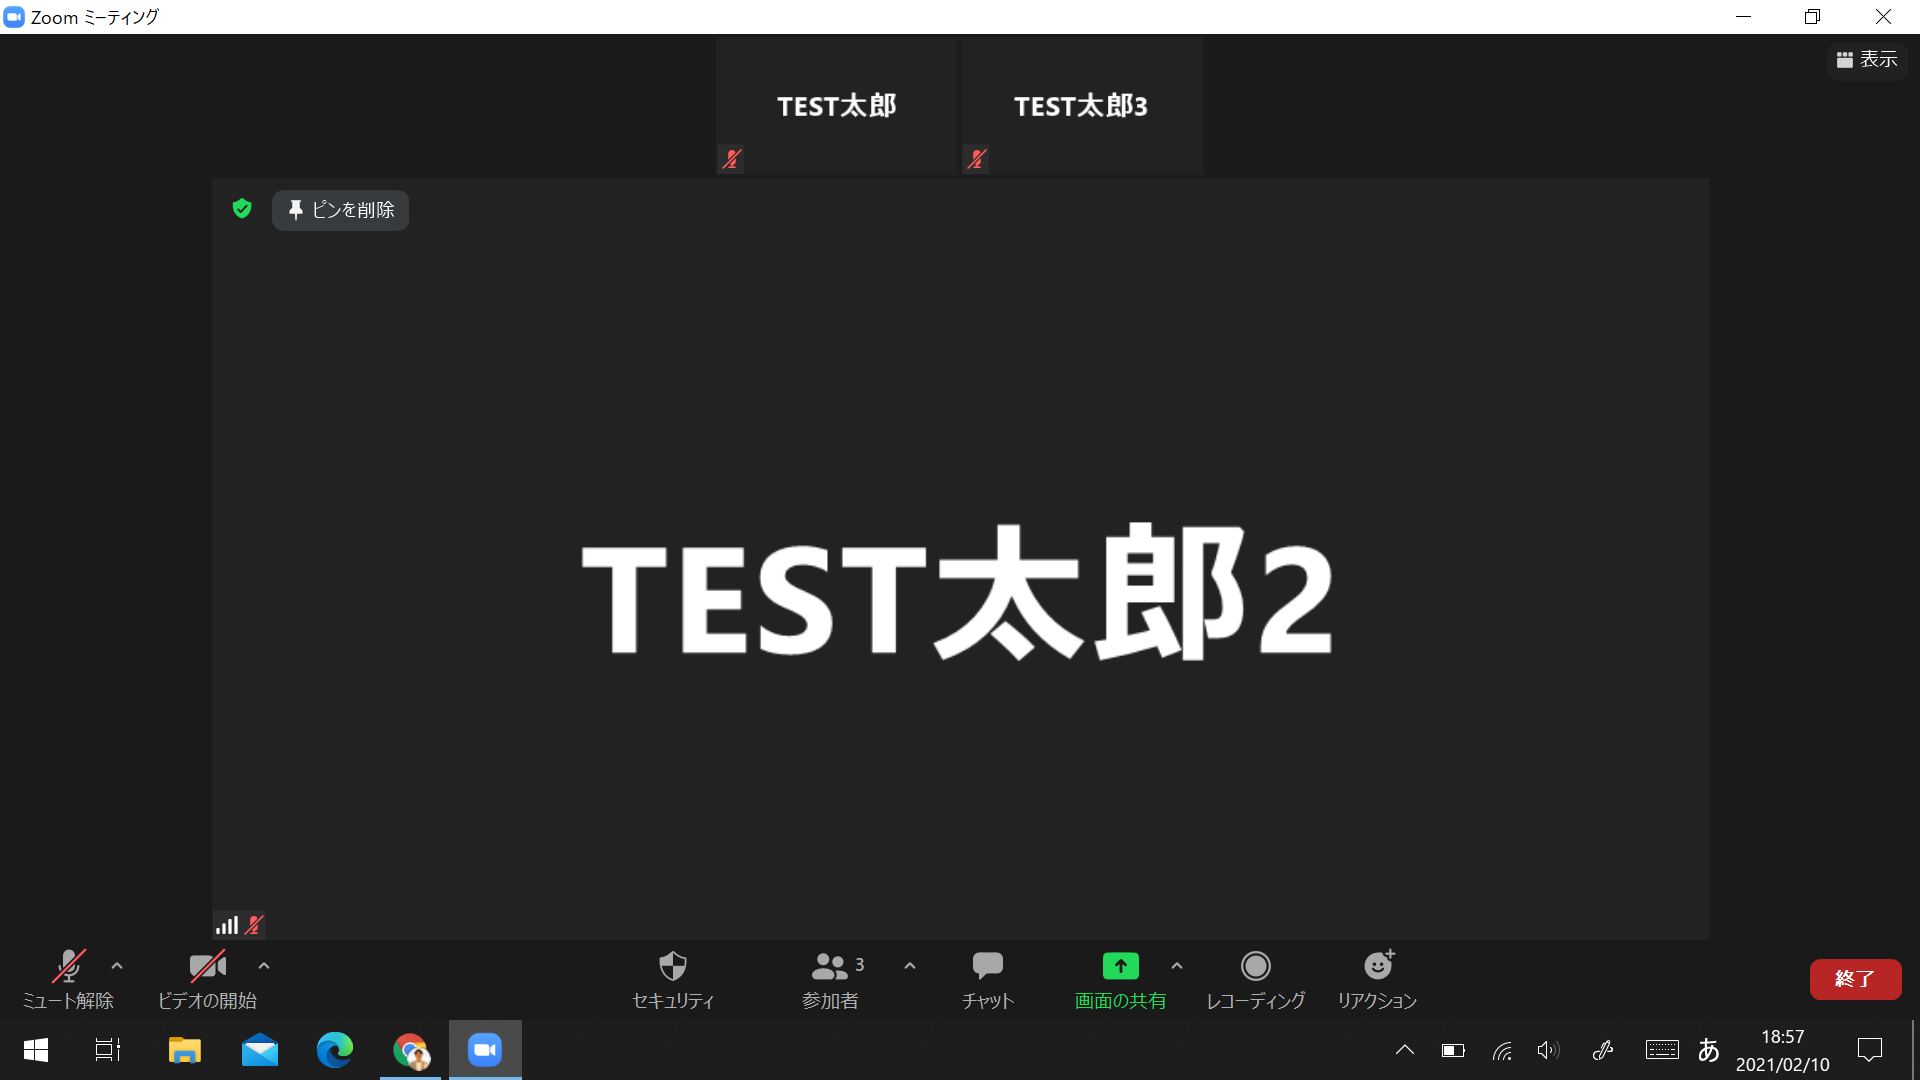 Zoom ミーティング
表示
TEST太郎
TEST太郎3
ピンを削除
TEST太郎2
ミュート解除
ビデオの開始
セキュリティ
参加者
3
チャット
画面の共有
レコーディング
リアクション
終了
あ
18:57
2021/02/10